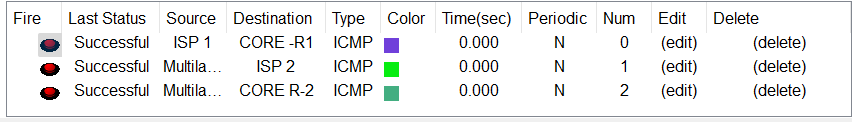 Fire Last Status Source Destination Type Color Time(sec) Periodic Num Edit Delete
Successful ISP 1 CORE -R1 ICMP 0.000 N 0 (edit) (delete)
Successful Multila... ISP 2 ICMP 0.000 N 1 (edit) (delete)
Successful Multila... CORE R-2 ICMP 0.000 N 2 (edit) (delete)